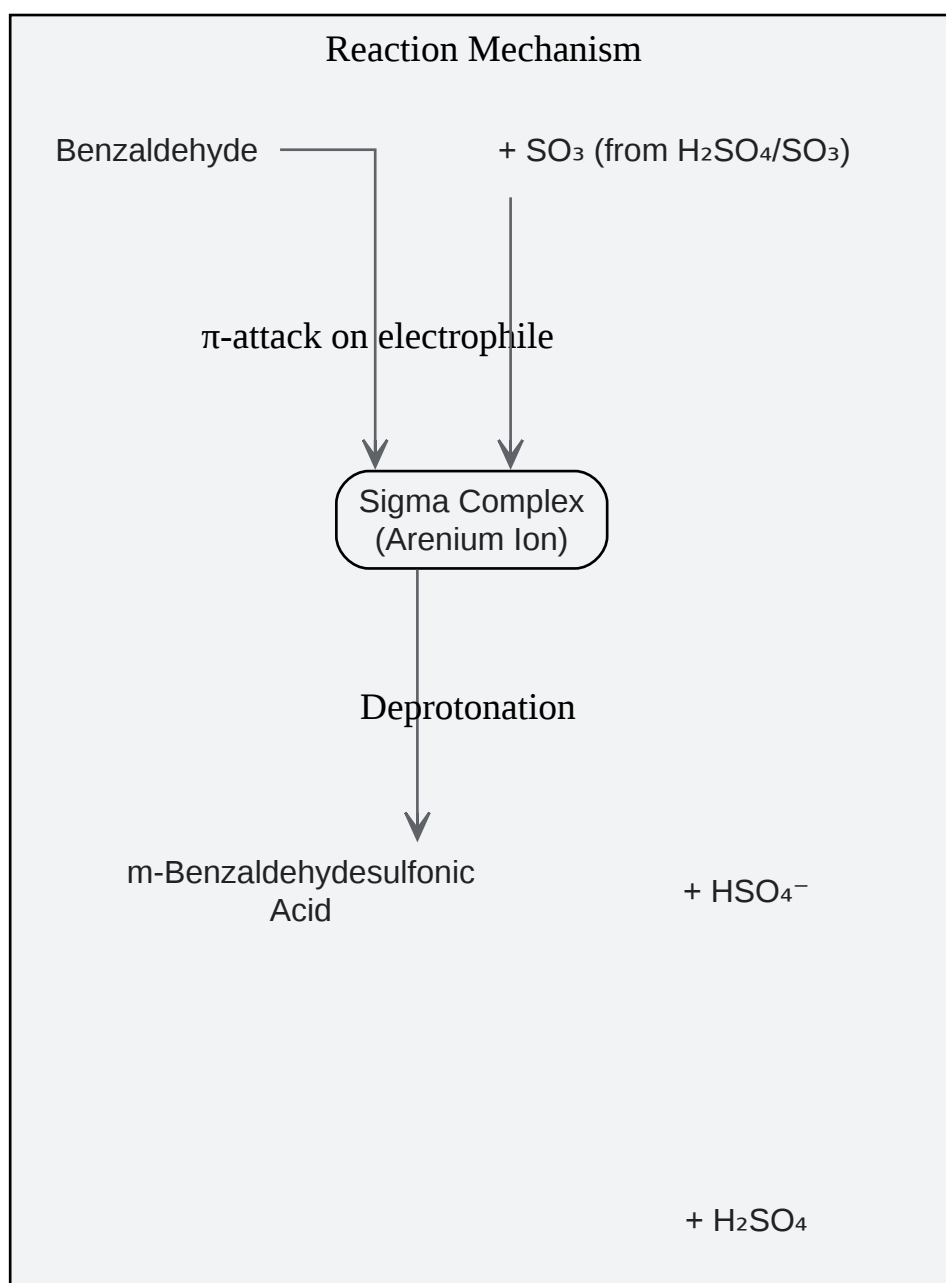 Reaction Mechanism
Benzaldehyde
+ SO₃ (from H₂SO₄/SO₃)
π-attack on electrophile
Sigma Complex
(Arenium Ion)
Deprotonation
m-Benzaldehydesulfonic
Acid
+ HSO₄⁻
+ H₂SO₄